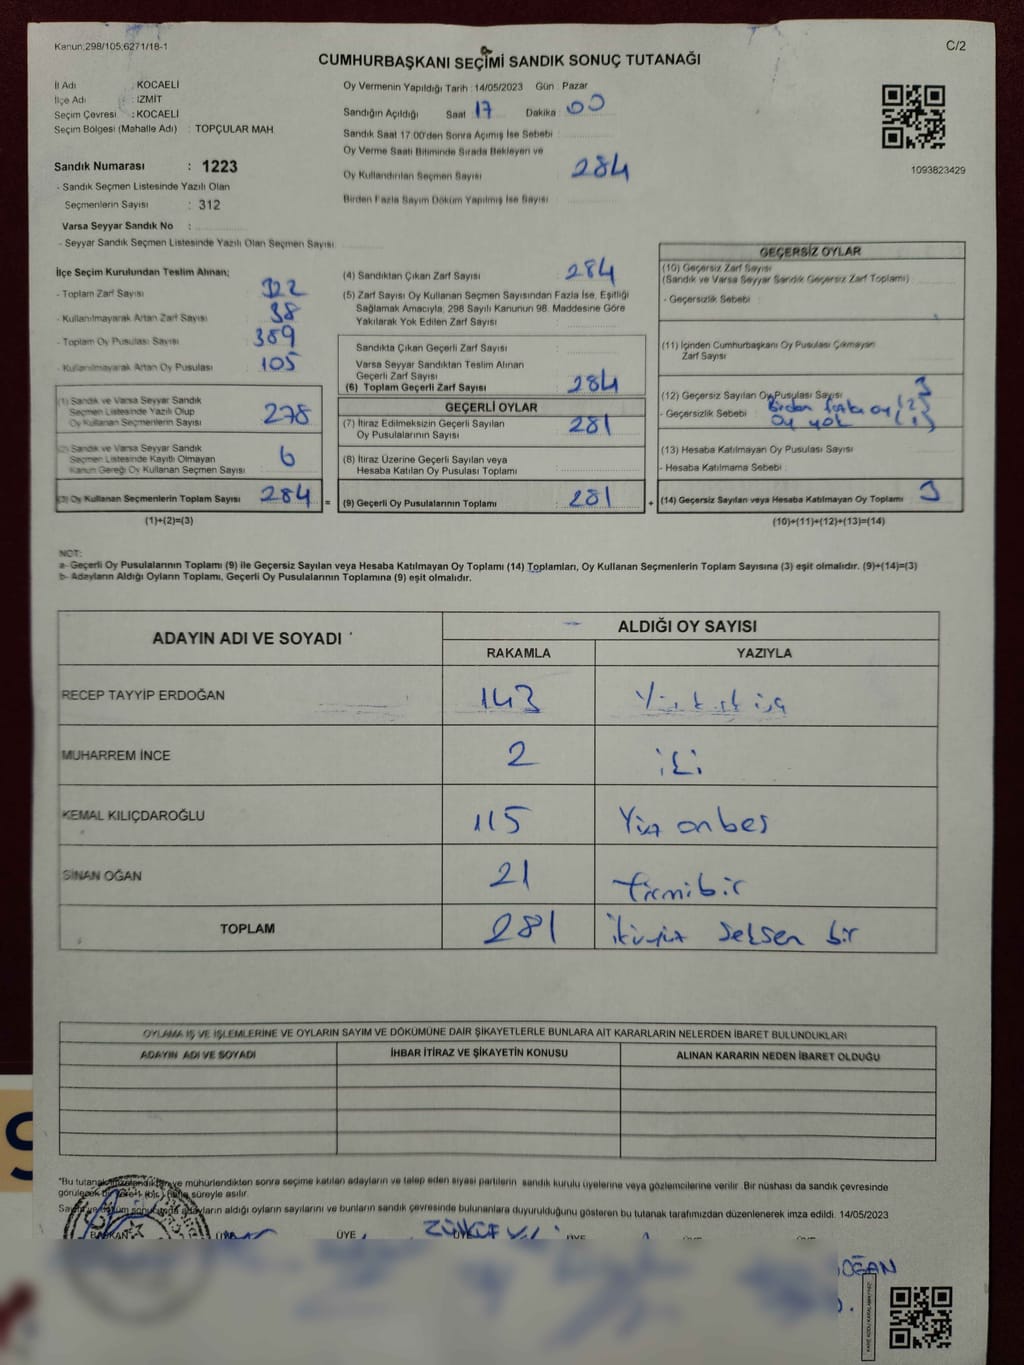 Kanun:298/105;6271/18-1
C/2
CUMHURBAŞKANI SEÇİMİ SANDIK SONUÇ TUTANAĞI
İl Adı : KOCAELİ
İlçe Adı : İZMİT
Seçim Çevresi : KOCAELİ
Seçim Bölgesi (Mahalle Adı) : TOPÇULAR MAH
Oy Vermenin Yapıldığı Tarih : 14/05/2023 Gün : Pazar
Sandığın Açıldığı Saat 17 Dakika 00
Sandık Saat 17.00'den Sonra Açımış İse Sebebi :
Oy Verme Saati Bitiminde Sırada Bekleyen ve
Oy Kullandırılan Seçmen Sayısı 284
Birden Fazla Sayım Döküm Yapılmış İse Sayısı
1093823429
Sandık Numarası : 1223
- Sandık Seçmen Listesinde Yazılı Olan
Seçmenlerin Sayısı : 312
Varsa Seyyar Sandık No :
- Seyyar Sandık Seçmen Listesinde Yazılı Olan Seçmen Sayısı:
İlçe Seçim Kurulundan Teslim Alınan;
- Toplam Zarf Sayısı 322
- Kullanılmayarak Artan Zarf Sayısı 38
- Toplam Oy Pusulası Sayısı 389
- Kullanılmayarak Artan Oy Pusulası 105
(1) Sandık ve Varsa Seyyar Sandık
Seçmen Listesinde Yazılı Olup
Oy Kullanan Seçmenlerin Sayısı 278
(2) Sandık ve Varsa Seyyar Sandık
Seçmen Listesinde Kayıtlı Olmayan
Kanun Gereği Oy Kullanan Seçmen Sayısı 6
(3) Oy Kullanan Seçmenlerin Toplam Sayısı 284 =
(1)+(2)=(3)
(4) Sandıktan Çıkan Zarf Sayısı 284
(5) Zarf Sayısı Oy Kullanan Seçmen Sayısından Fazla İse, Eşitliği
Sağlamak Amacıyla, 298 Sayılı Kanunun 98. Maddesine Göre
Yakılarak Yok Edilen Zarf Sayısı :
Sandıkta Çıkan Geçerli Zarf Sayısı :
Varsa Seyyar Sandıktan Teslim Alınan
Geçerli Zarf Sayısı :
(6) Toplam Geçerli Zarf Sayısı : 284
GEÇERLİ OYLAR
(7) İtiraz Edilmeksizin Geçerli Sayılan
Oy Pusulalarının Sayısı 281
(8) İtiraz Üzerine Geçerli Sayılan veya
Hesaba Katılan Oy Pusulası Toplamı :
(9) Geçerli Oy Pusulalarının Toplamı : 281 +
GEÇERSİZ OYLAR
(10) Geçersiz Zarf Sayısı
(Sandık ve Varsa Seyyar Sandık Geçersiz Zarf Toplamı)
- Geçersizlik Sebebi :
(11) İçinden Cumhurbaşkanı Oy Pusulası Çıkmayan
Zarf Sayısı
(12) Geçersiz Sayılan Oy Pusulası Sayısı 3
- Geçersizlik Sebebi : Birden fazla oy (2)
oy yok (1)
(13) Hesaba Katılmayan Oy Pusulası Sayısı
- Hesaba Katılmama Sebebi :
(14) Geçersiz Sayılan veya Hesaba Katılmayan Oy Toplamı 3
(10)+(11)+(12)+(13)=(14)
NOT:
a- Geçerli Oy Pusulalarının Toplamı (9) ile Geçersiz Sayılan veya Hesaba Katılmayan Oy Toplamı (14) Toplamları, Oy Kullanan Seçmenlerin Toplam Sayısına (3) eşit olmalıdır. (9)+(14)=(3)
b- Adayların Aldığı Oyların Toplamı, Geçerli Oy Pusulalarının Toplamına (9) eşit olmalıdır.
ADAYIN ADI VE SOYADI
ALDIĞI OY SAYISI
RAKAMLA YAZIYLA
RECEP TAYYİP ERDOĞAN 143
MUHARREM İNCE 2 iki
KEMAL KILIÇDAROĞLU 115 Yüz onbeş
SİNAN OĞAN 21 Yirmibir
TOPLAM 281 ikiyüz seksen bir
OYLAMA İŞ VE İŞLEMLERİNE VE OYLARIN SAYIM VE DÖKÜMÜNE DAİR ŞİKAYETLERLE BUNLARA AİT KARARLARIN NELERDEN İBARET BULUNDUKLARI
ADAYIN ADI VE SOYADI İHBAR İTİRAZ VE ŞİKAYETİN KONUSU ALINAN KARARIN NEDEN İBARET OLDUĞU
mühürlendikten sonra seçime katılan adayların ve talep eden siyasi partilerin sandık kurulu üyelerine veya gözlemcilerine verilir. Bir nüshası da sandık çevresinde
süreyle asılır.
adayların aldığı oyların sayılarını ve bunların sandık çevresinde bulunanlara duyurulduğunu gösteren bu tutanak tarafımızdan düzenlenerek imza edildi. 14/05/2023
BAŞKAN ÜYE